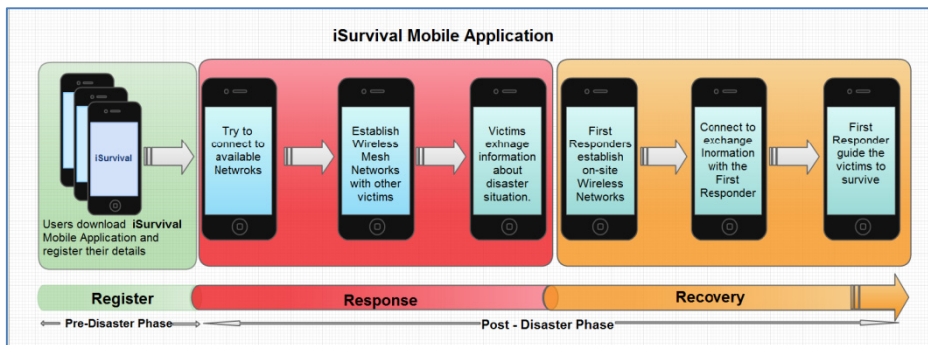 iSurvival Mobile Application
iSurvival
Users download iSurvival
Mobile Application and
register their details
Try to
connect to
available
Netwroks
Establish
Wireless
Mesh
Networks
with other
victims
Victims
exhnage
information
about
disaster
situation.
First
Responders
establish
on-site
Wireless
Networks
Connect to
exchange
Inormation
with the
First
Responder
First
Responder
guide the
victims to
survive
Register
Response
Recovery
Pre-Disaster Phase
Post - Disaster Phase